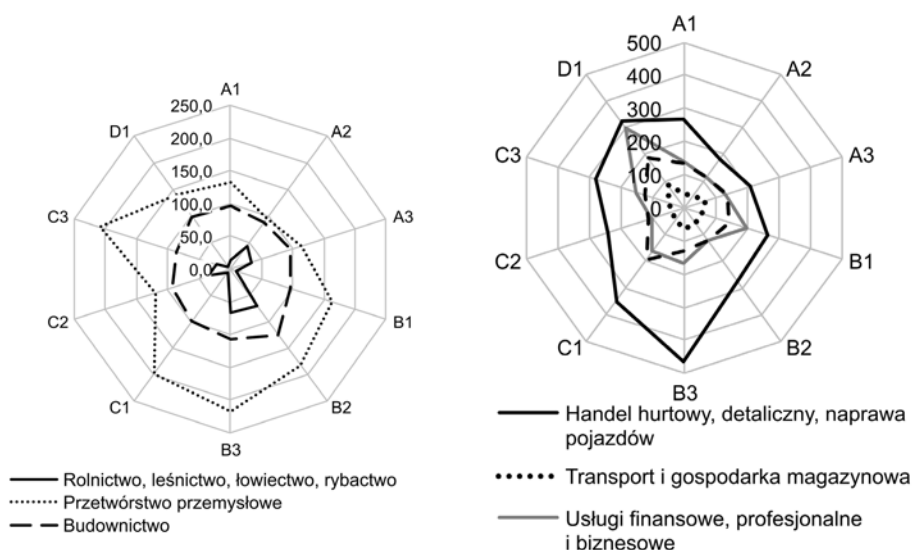 A1
250,0
200,0
150,0
100,0
50,0
0,0
A2
A3
B1
B2
B3
C1
C2
C3
D1
Rolnictwo, leśnictwo, łowiectwo, rybactwo
Przetwórstwo przemysłowe
Budownictwo
A1
500
400
300
200
100
0
A2
A3
B1
B2
B3
C1
C2
C3
D1
Handel hurtowy, detaliczny, naprawa
pojazdów
Transport i gospodarka magazynowa
Usługi finansowe, profesjonalne
i biznesowe